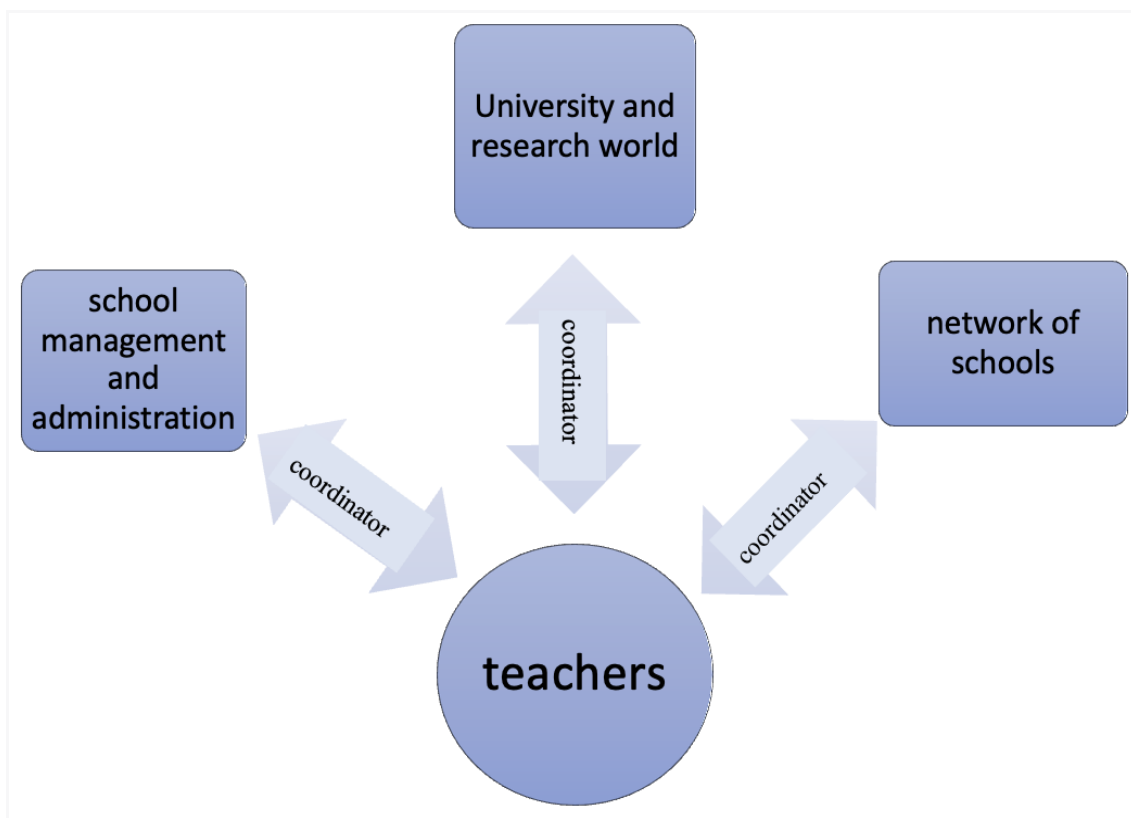 University and
research world
school
management
and
administration
network of
schools
coordinator
coordinator
coordinator
teachers